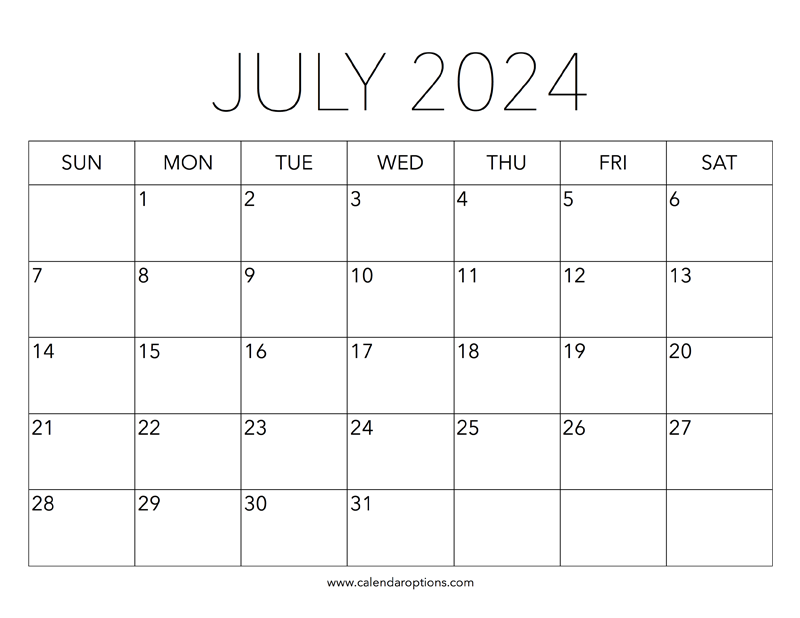 JULY 2024
SUN MON TUE WED THU FRI SAT
1 2 3 4 5 6
7 8 9 10 11 12 13
14 15 16 17 18 19 20
21 22 23 24 25 26 27
28 29 30 31
www.calendaroptions.com